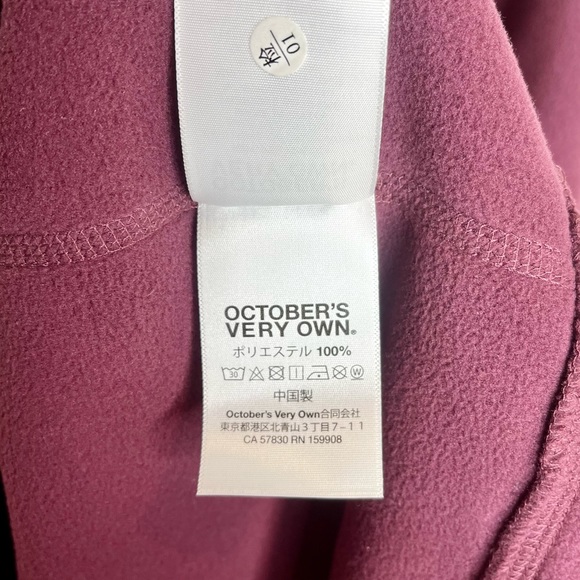 検
01
OCTOBER'S
VERY OWN®
ポリエステル 100%
30 W
中国製
October's Very Own合同会社
東京都港区北青山3丁目7-11
CA 57830 RN 159908